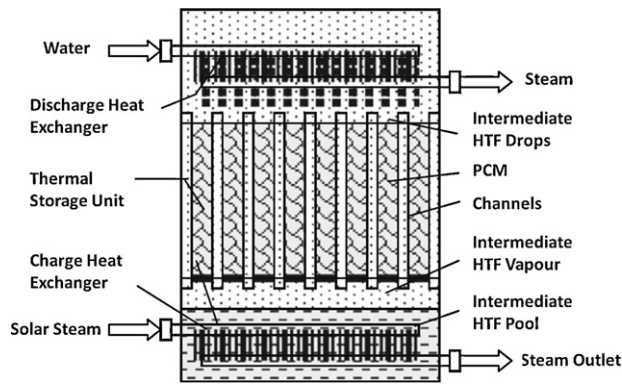 Water
Steam
Discharge Heat
Exchanger
Intermediate
HTF Drops
PCM
Thermal
Storage Unit
Channels
Intermediate
HTF Vapour
Charge Heat
Exchanger
Intermediate
HTF Pool
Solar Steam
Steam Outlet